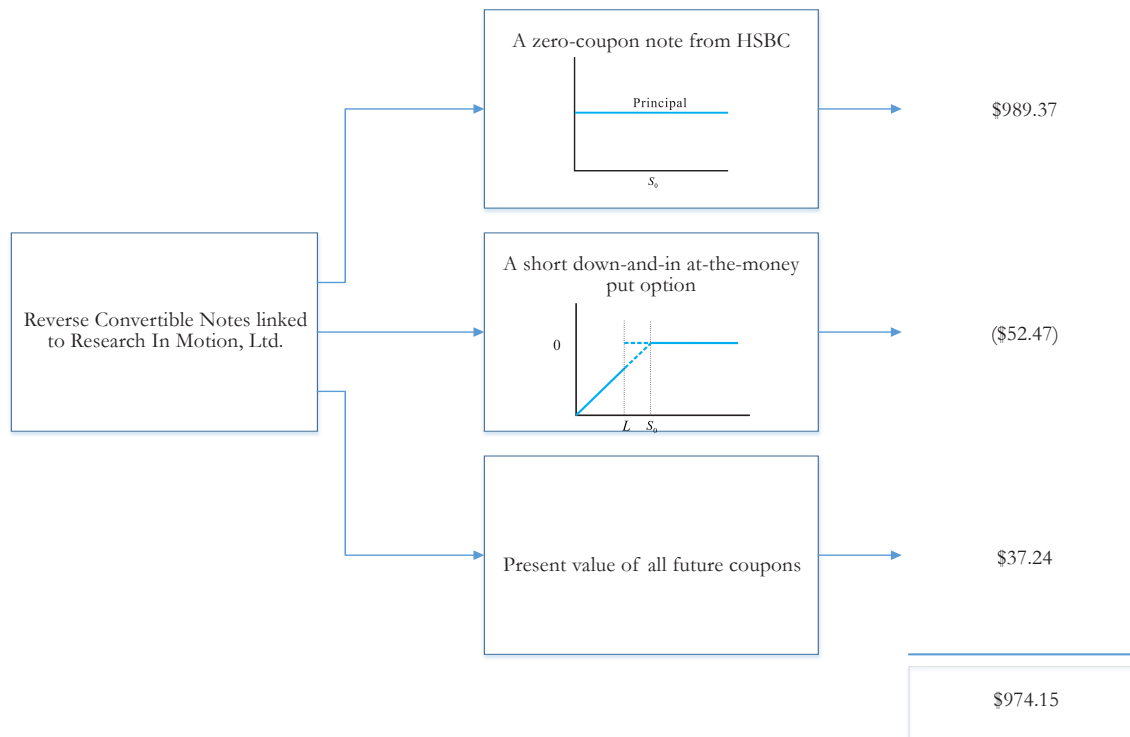 A zero-coupon note from HSBC
Principal
S₀
$989.37
Reverse Convertible Notes linked
to Research In Motion, Ltd.
A short down-and-in at-the-money
put option
0
L S₀
($52.47)
Present value of all future coupons
$37.24
$974.15